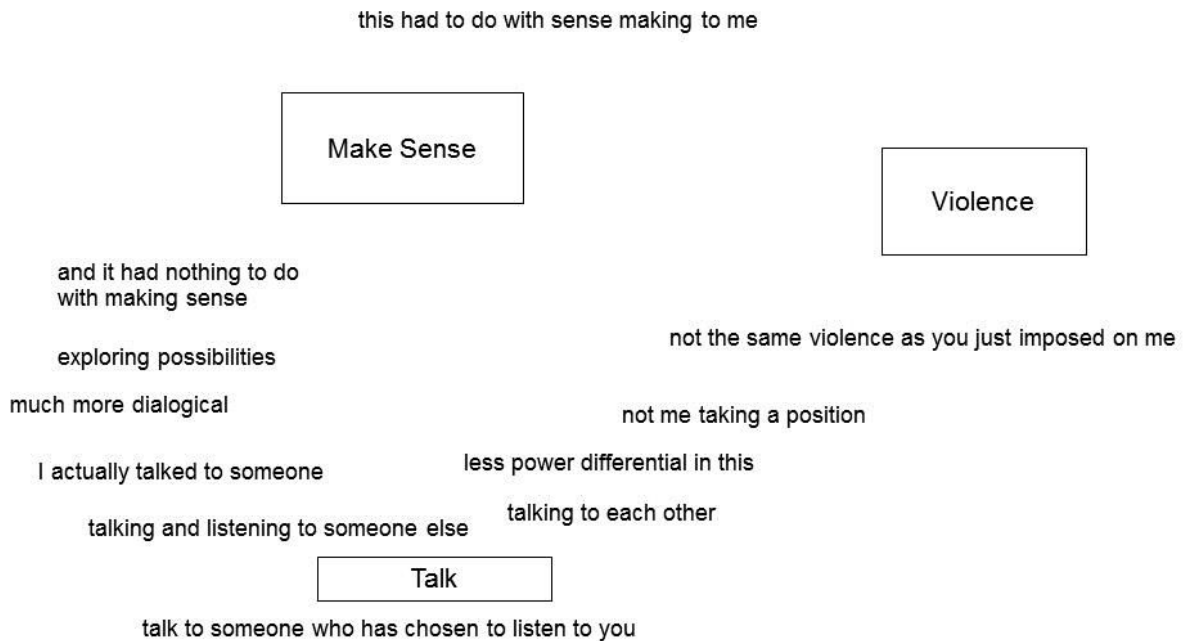 this had to do with sense making to me
Make Sense
Violence
and it had nothing to do
with making sense
not the same violence as you just imposed on me
exploring possibilities
much more dialogical
not me taking a position
less power differential in this
I actually talked to someone
talking to each other
talking and listening to someone else
Talk
talk to someone who has chosen to listen to you